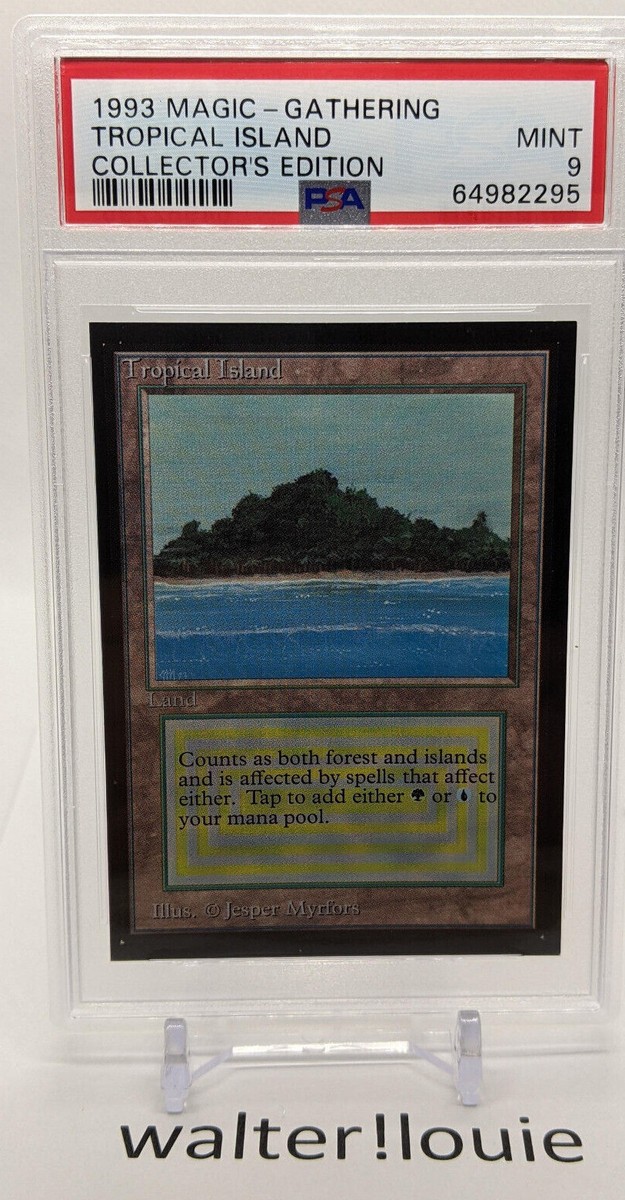 1993 MAGIC - GATHERING
TROPICAL ISLAND MINT
COLLECTOR'S EDITION 9
PSA 64982295
Tropical Island
Land
Counts as both forest and islands
and is affected by spells that affect
either. Tap to add either or to
your mana pool.
Illus. © Jesper Myrfors
walter!louie